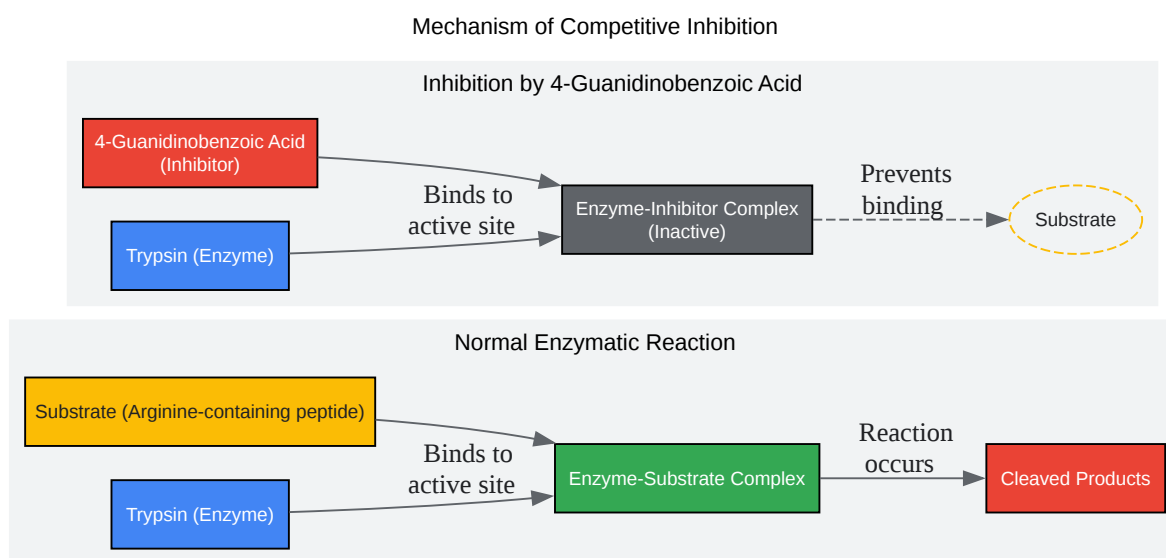 Mechanism of Competitive Inhibition
Inhibition by 4-Guanidinobenzoic Acid
4-Guanidinobenzoic Acid
(Inhibitor)
Trypsin (Enzyme)
Binds to
active site
Enzyme-Inhibitor Complex
(Inactive)
Prevents
binding
Substrate
Normal Enzymatic Reaction
Substrate (Arginine-containing peptide)
Trypsin (Enzyme)
Binds to
active site
Enzyme-Substrate Complex
Reaction
occurs
Cleaved Products